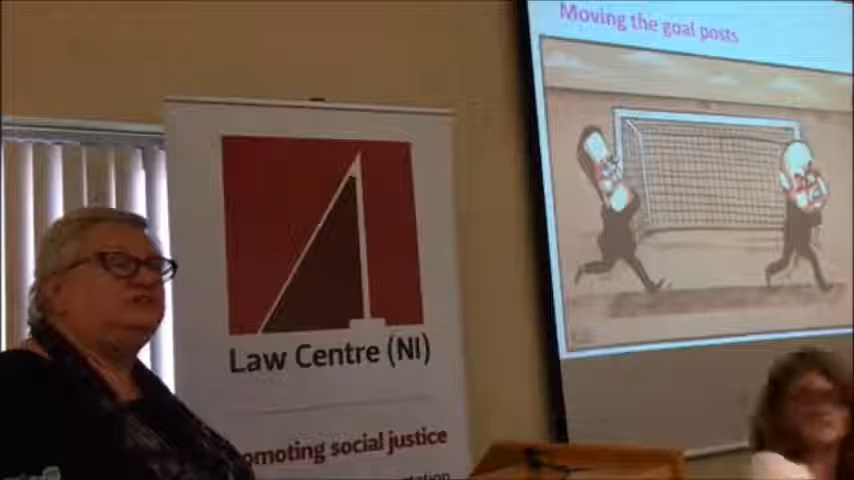 Moving the goal posts
Law Centre (NI)
omoting social justice